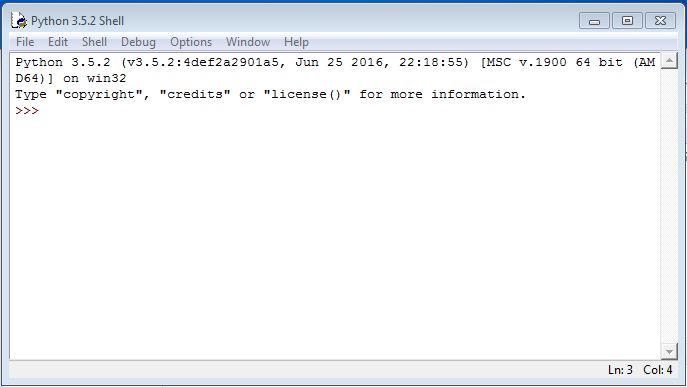 Python 3.5.2 Shell
File Edit Shell Debug Options Window Help
Python 3.5.2 (v3.5.2:4def2a2901a5, Jun 25 2016, 22:18:55) [MSC v.1900 64 bit (AM
D64)] on win32
Type "copyright", "credits" or "license()" for more information.
>>>
Ln: 3 Col: 4